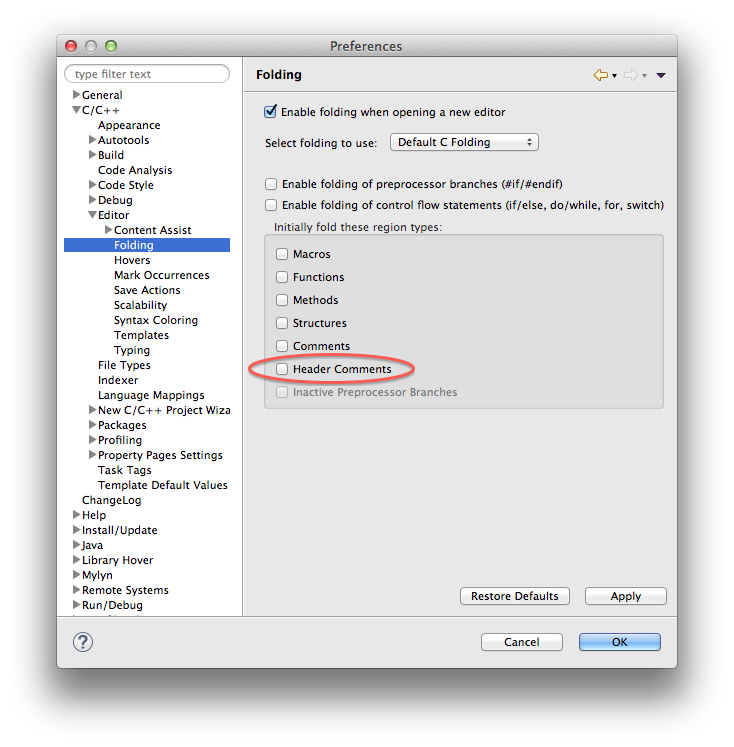 Preferences
type filter text
General
C/C++
Appearance
Autotools
Build
Code Analysis
Code Style
Debug
Editor
Content Assist
Folding
Hovers
Mark Occurrences
Save Actions
Scalability
Syntax Coloring
Templates
Typing
File Types
Indexer
Language Mappings
New C/C++ Project Wiza
Packages
Profiling
Property Pages Settings
Task Tags
Template Default Values
ChangeLog
Help
Install/Update
Java
Library Hover
Mylyn
Remote Systems
Run/Debug
Folding
Enable folding when opening a new editor
Select folding to use: Default C Folding
Enable folding of preprocessor branches (#if/#endif)
Enable folding of control flow statements (if/else, do/while, for, switch)
Initially fold these region types:
Macros
Functions
Methods
Structures
Comments
Header Comments
Inactive Preprocessor Branches
Restore Defaults Apply
? Cancel OK